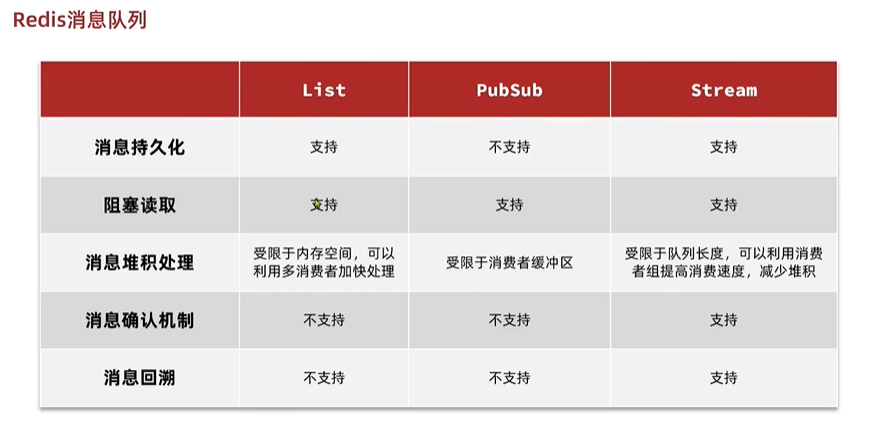 Redis消息队列
List PubSub Stream
消息持久化 支持 不支持 支持
阻塞读取 支持 支持 支持
消息堆积处理 受限于内存空间，可以 利用多消费者加快处理 受限于消费者缓冲区 受限于队列长度，可以利用消费 者组提高消费速度，减少堆积
消息确认机制 不支持 不支持 支持
消息回溯 不支持 不支持 支持